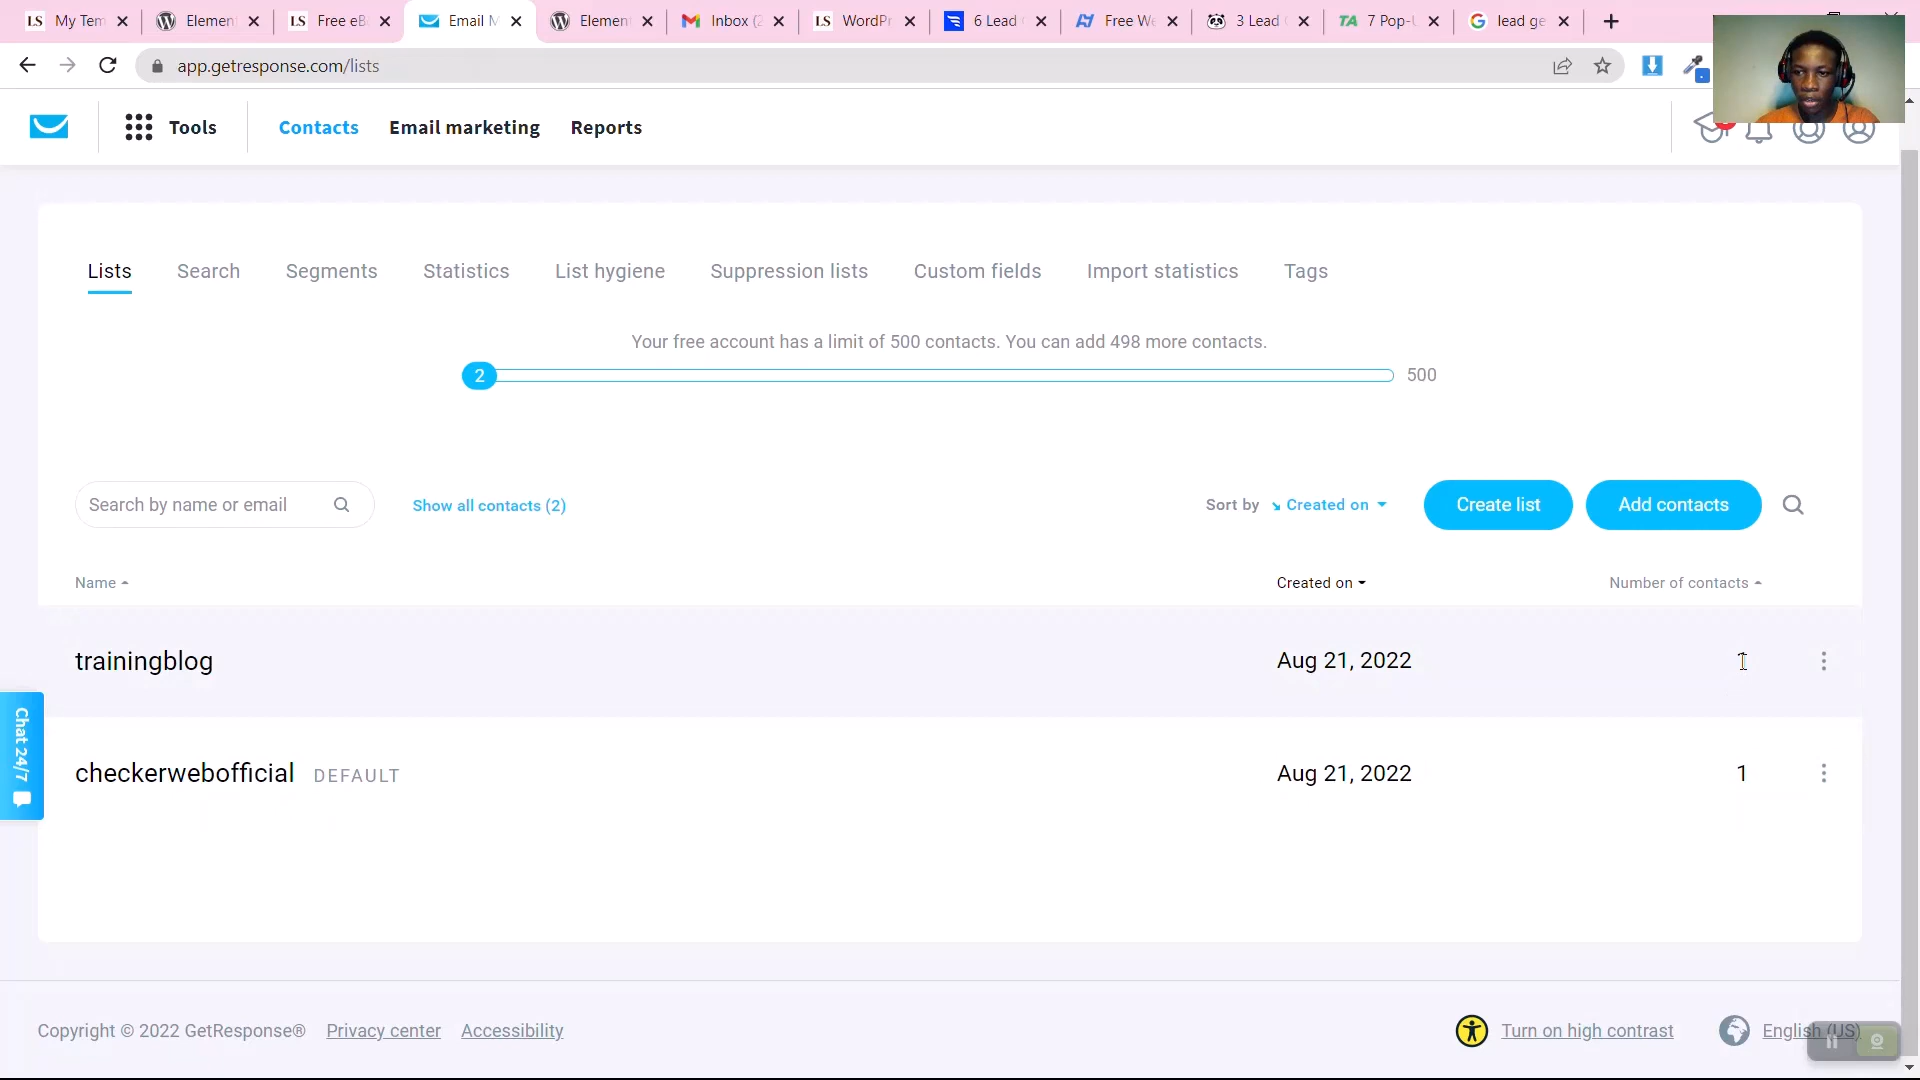 My Tem
Elemen
Free eB
Email M
Elemen
Inbox (2
WordPr
6 Lead
Free We
3 Lead
7 Pop-U
lead ge
app.getresponse.com/lists
Tools
Contacts
Email marketing
Reports
Lists
Search
Segments
Statistics
List hygiene
Suppression lists
Custom fields
Import statistics
Tags
Your free account has a limit of 500 contacts. You can add 498 more contacts.
2
500
Search by name or email
Show all contacts (2)
Sort by
Created on
Create list
Add contacts
Name
Created on
Number of contacts
trainingblog
Aug 21, 2022
1
checkerwebofficial DEFAULT
Aug 21, 2022
1
Chat 24/7
Copyright © 2022 GetResponse®
Privacy center
Accessibility
Turn on high contrast
English (US)